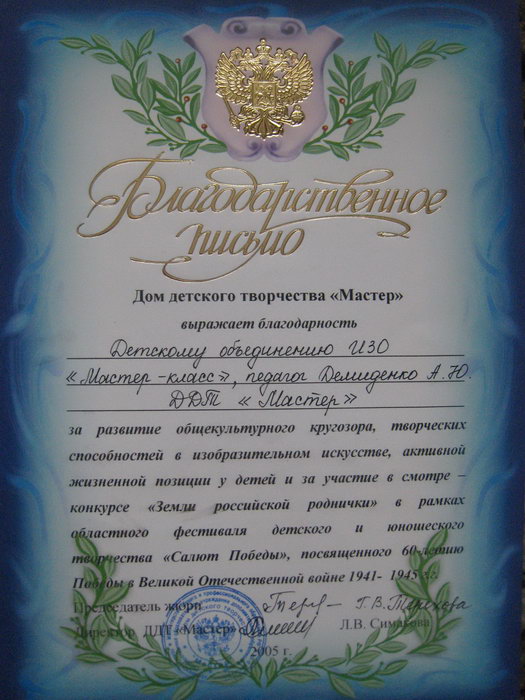 Благодарственное
письмо
Дом детского творчества «Мастер»
выражает благодарность
Детскому объединению ИЗО
«Мастер-класс», педагог Демиденко А.Ю.
ДДТ «Мастер»
за развитие общекультурного кругозора, творческих
способностей в изобразительном искусстве, активной
жизненной позиции у детей и за участие в смотре –
конкурсе «Земли российской роднички» в рамках
областного фестиваля детского и юношеского
творчества «Салют Победы», посвященного 60-летию
Победы в Великой Отечественной войне 1941- 1945 гг.
Председатель жюри Г.В.
Директор ДДТ «Мастер» Л.В. Симакова
2005 г.